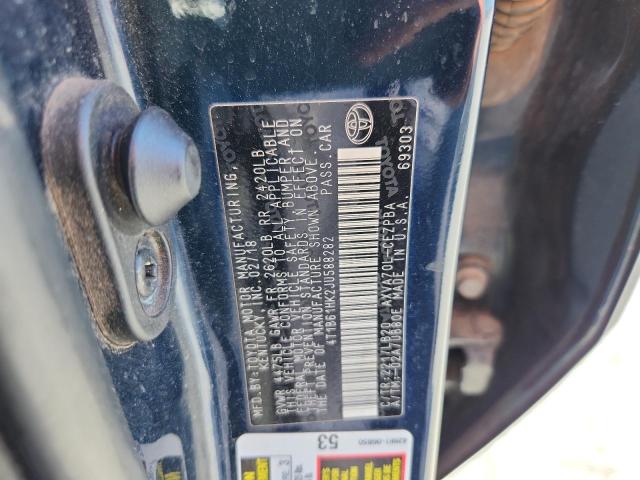 MFD. BY: TOYOTA MOTOR MANUFACTURING,
KENTUCKY, INC. 02/18
GVWR 4475LB GAWR FR 2620LB RR 2420LB
THIS VEHICLE CONFORMS TO ALL APPLICABLE
FEDERAL MOTOR VEHICLE SAFETY BUMPER, AND
THEFT PREVENTION STANDARDS IN EFFECT ON
THE DATE OF MANUFACTURE SHOWN ABOVE.
4T1B61HK2JU588282 PASS.CAR
C/TR: 221/LB20 AXVA70L-CEZPBA
A/TM: -12A/UB80E MADE IN U.S.A.
69303
TOYOTA
53